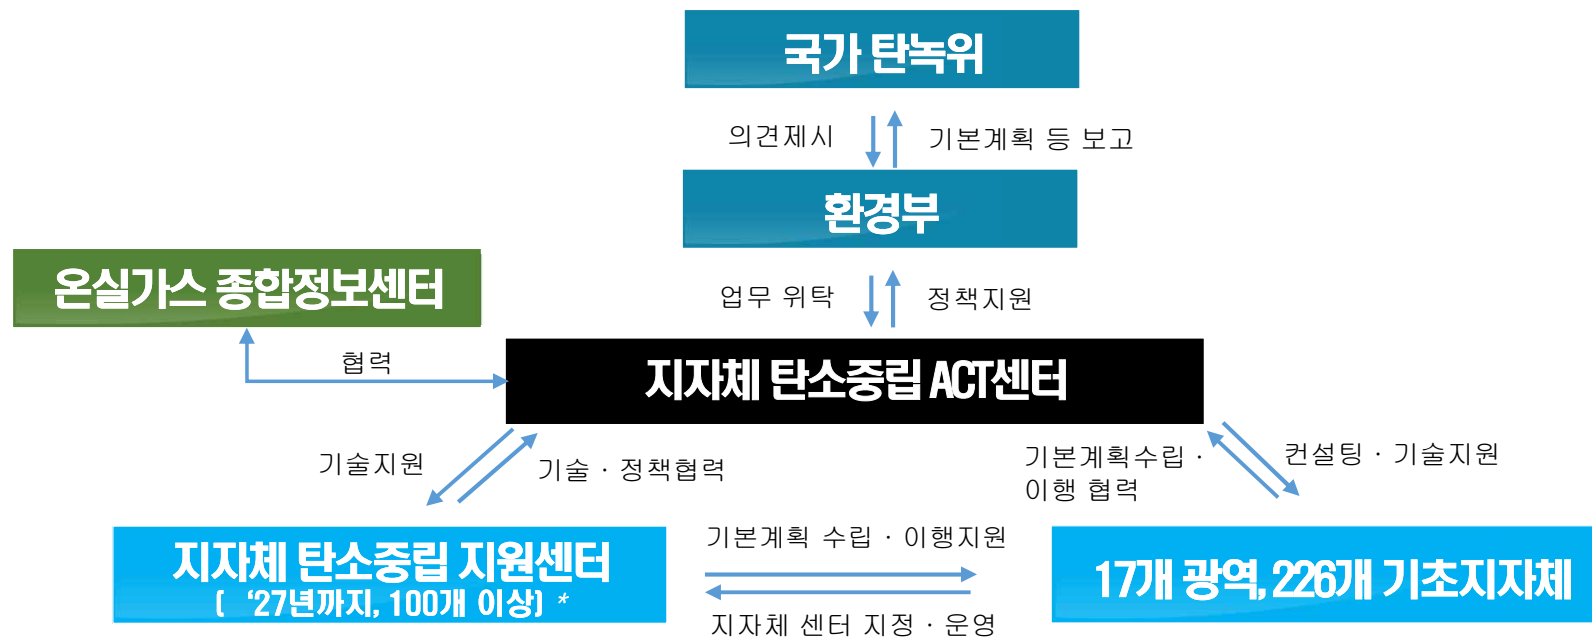 국가 탄녹위
의견제시
기본계획 등 보고
환경부
온실가스 종합정보센터
업무 위탁
정책지원
협력
지자체 탄소중립 ACT센터
기술지원
기술 · 정책협력
기본계획수립 ·
이행 협력
컨설팅 · 기술지원
지자체 탄소중립 지원센터
( ‘27년까지, 100개 이상) *
기본계획 수립 · 이행지원
지자체 센터 지정 · 운영
17개 광역, 226개 기초지자체